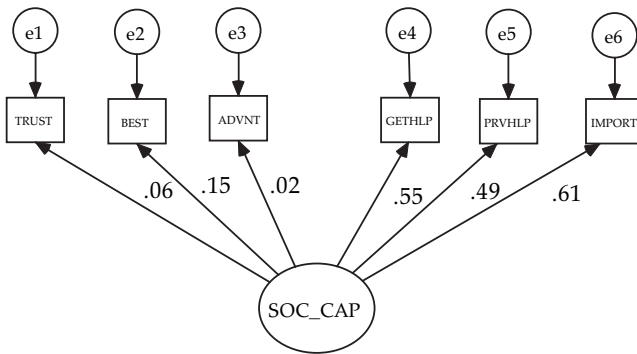 e1 e2 e3 e4 e5 e6
TRUST BEST ADVNT GETHLP PRVHLP IMPORT
.06 .15 .02 .55 .49 .61
SOC_CAP